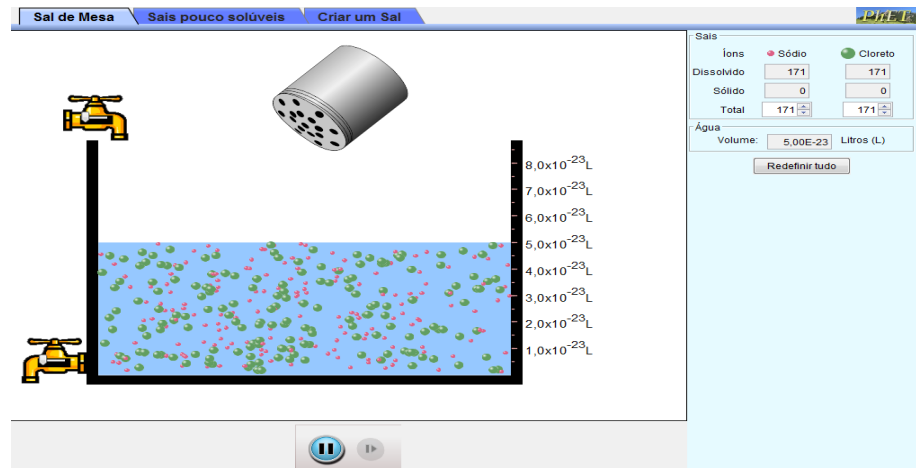 Sal de Mesa Sais pouco solúveis Criar um Sal PhET
Sais
Íons Sódio Cloreto
Dissolvido 171 171
Sólido 0 0
Total 171 171
Água
Volume: 5,00E-23 Litros (L)
Redefinir tudo
8,0x10⁻²³L
7,0x10⁻²³L
6,0x10⁻²³L
5,0x10⁻²³L
4,0x10⁻²³L
3,0x10⁻²³L
2,0x10⁻²³L
1,0x10⁻²³L